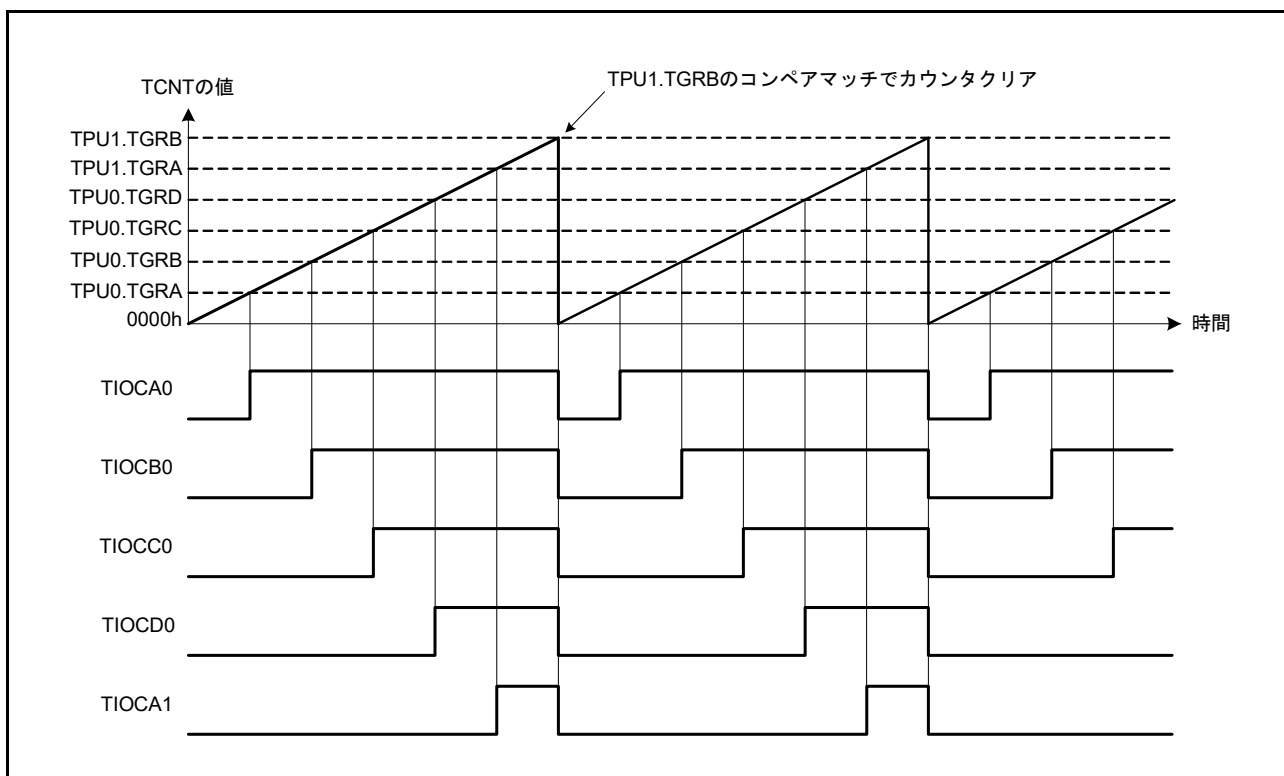 TPU1.TGRBのコンペアマッチでカウンタクリア
TCNTの値
TPU1.TGRB
TPU1.TGRA
TPU0.TGRD
TPU0.TGRC
TPU0.TGRB
TPU0.TGRA
0000h
時間
TIOCA0
TIOCB0
TIOCC0
TIOCD0
TIOCA1